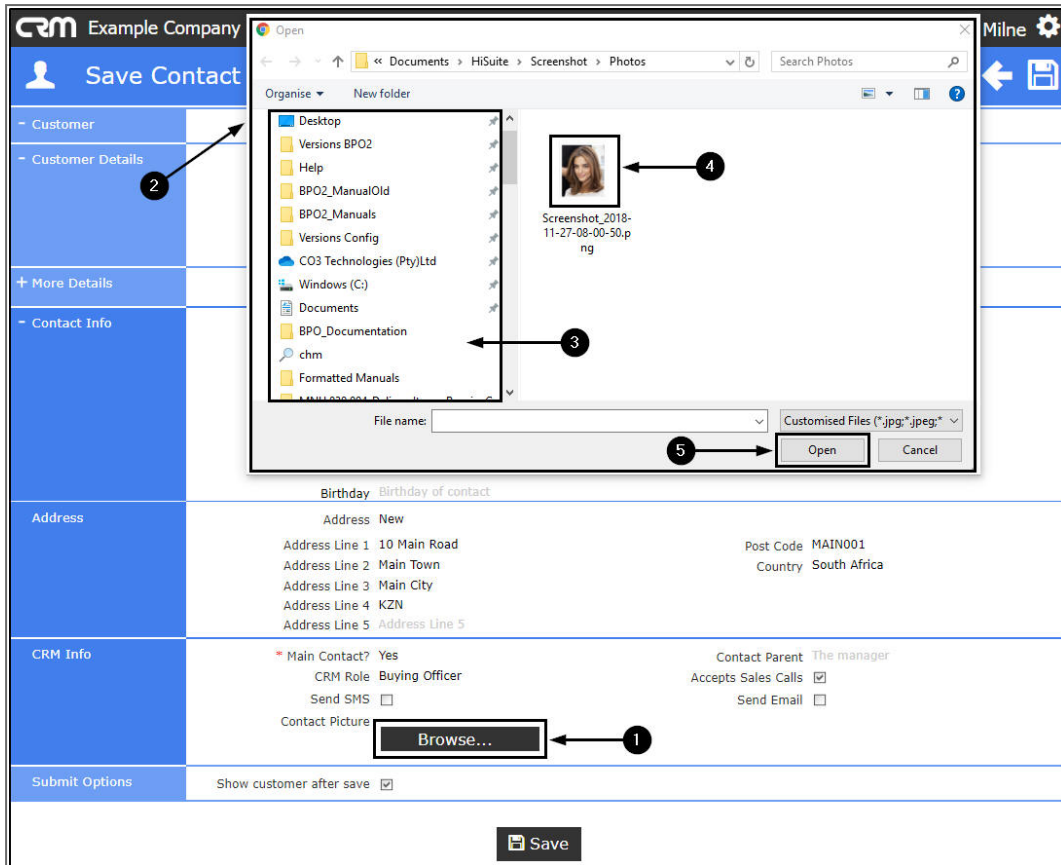 CRM Example Company
Milne
Save Contact
Open
« Documents > HiSuite > Screenshot > Photos
Search Photos
Organise
New folder
Desktop
Versions BPO2
Help
BPO2_ManualOld
BPO2_Manuals
Versions Config
CO3 Technologies (Pty)Ltd
Windows (C:)
Documents
BPO_Documentation
chm
Formatted Manuals
Screenshot_2018-
11-27-08-00-50.p
ng
File name:
Customised Files (*.jpg;*.jpeg;*
Open
Cancel
1
2
3
4
5
- Customer
- Customer Details
+ More Details
- Contact Info
Birthday Birthday of contact
Address
Address New
Address Line 1 10 Main Road
Post Code MAIN001
Address Line 2 Main Town
Country South Africa
Address Line 3 Main City
Address Line 4 KZN
Address Line 5 Address Line 5
CRM Info
* Main Contact? Yes
Contact Parent The manager
CRM Role Buying Officer
Accepts Sales Calls
Send SMS
Send Email
Contact Picture
Browse...
Submit Options
Show customer after save
Save